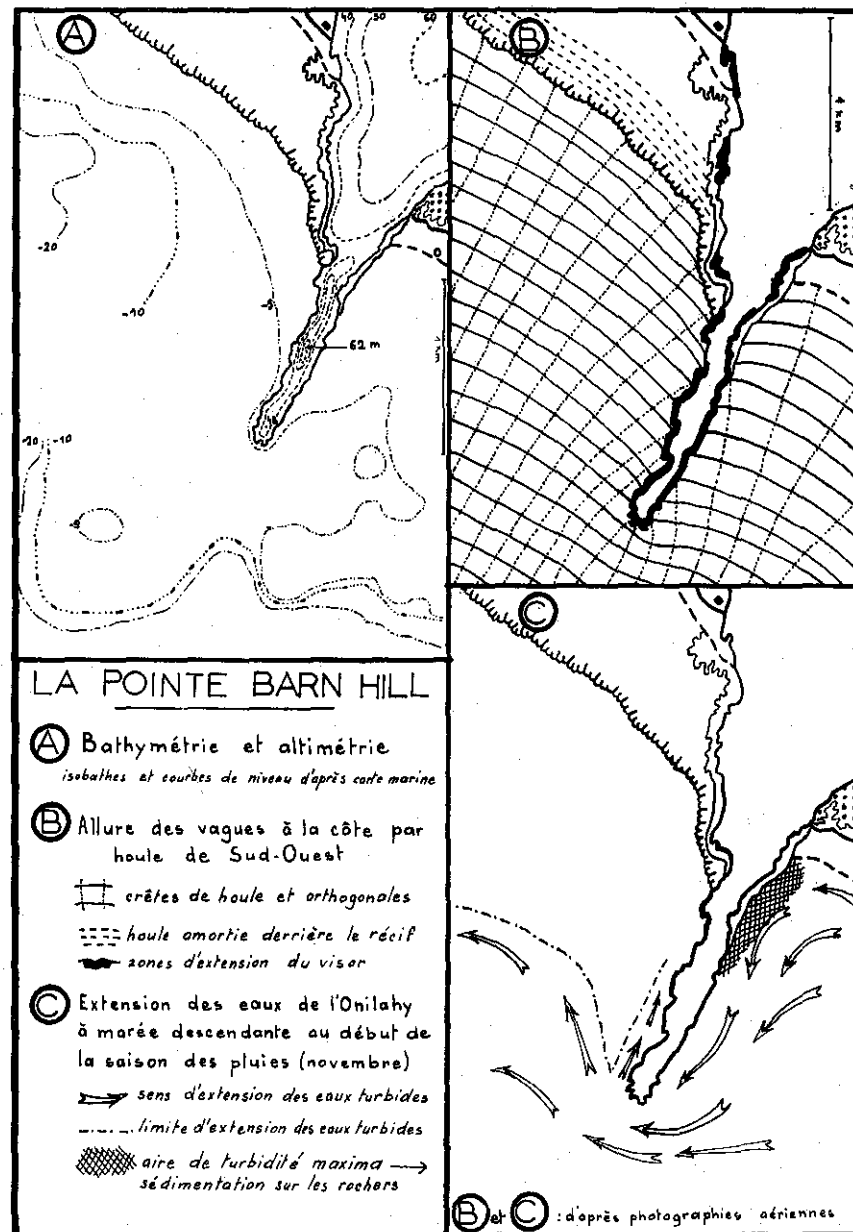 A
40
50
60
-20
-10
-5
0
62 m
-20
-10
-5
B
4 km
C
LA POINTE BARN HILL
A Bathymétrie et altimétrie
isobathes et courbes de niveau d'après carte marine
B Allure des vagues à la côte par
houle de Sud-Ouest
crêtes de houle et orthogonales
houle amortie derrière le récif
zones d'extension du visor
C Extension des eaux de l'Onilahy
à marée descendante au début de
la saison des pluies (novembre)
sens d'extension des eaux turbides
limite d'extension des eaux turbides
aire de turbidité maxima →
sédimentation sur les rochers
B et C : d'après photographies aériennes